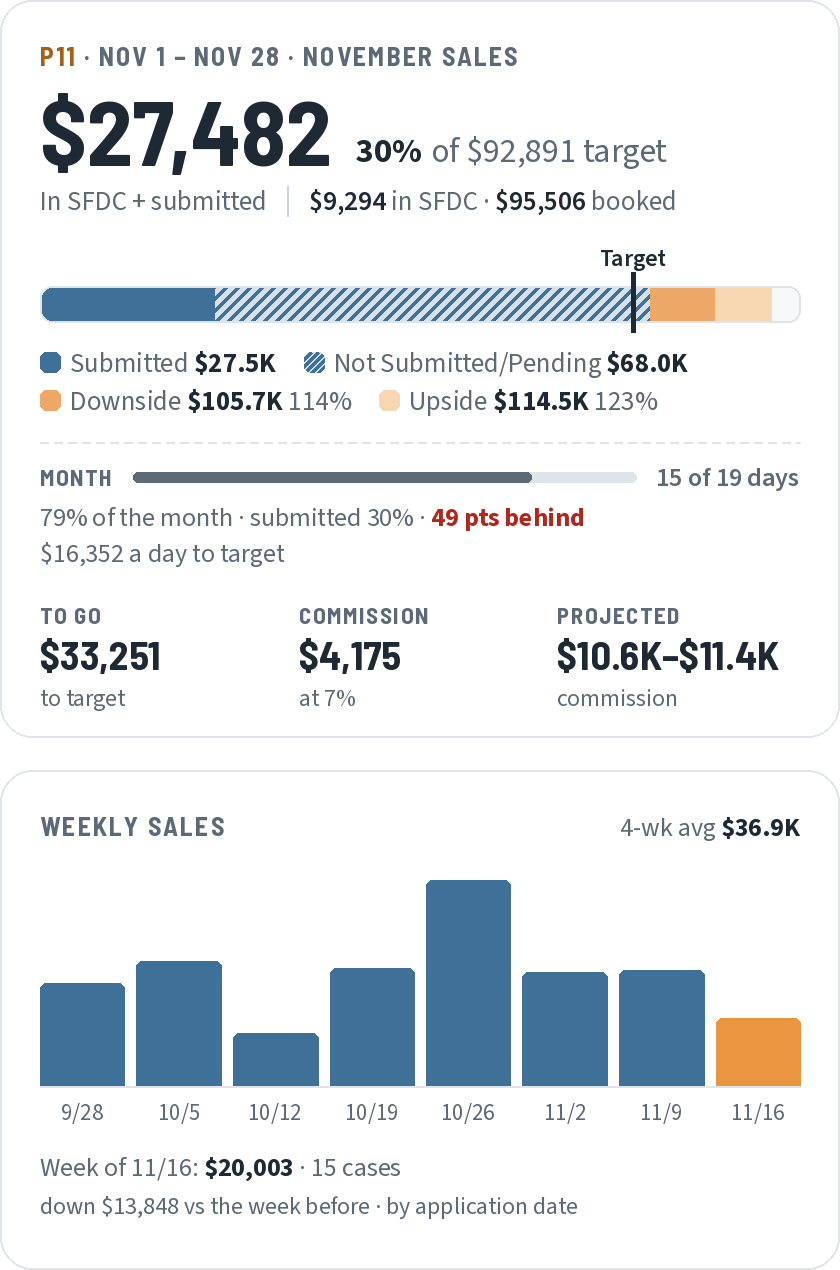 P11 · NOV 1 – NOV 28 · NOVEMBER SALES
$27,482 30% of $92,891 target
In SFDC + submitted $9,294 in SFDC · $95,506 booked
Target
Submitted $27.5K Not Submitted/Pending $68.0K
Downside $105.7K 114% Upside $114.5K 123%
MONTH 15 of 19 days
79% of the month · submitted 30% · 49 pts behind
$16,352 a day to target
TO GO COMMISSION PROJECTED
$33,251 $4,175 $10.6K–$11.4K
to target at 7% commission
WEEKLY SALES 4-wk avg $36.9K
9/28 10/5 10/12 10/19 10/26 11/2 11/9 11/16
Week of 11/16: $20,003 · 15 cases
down $13,848 vs the week before · by application date